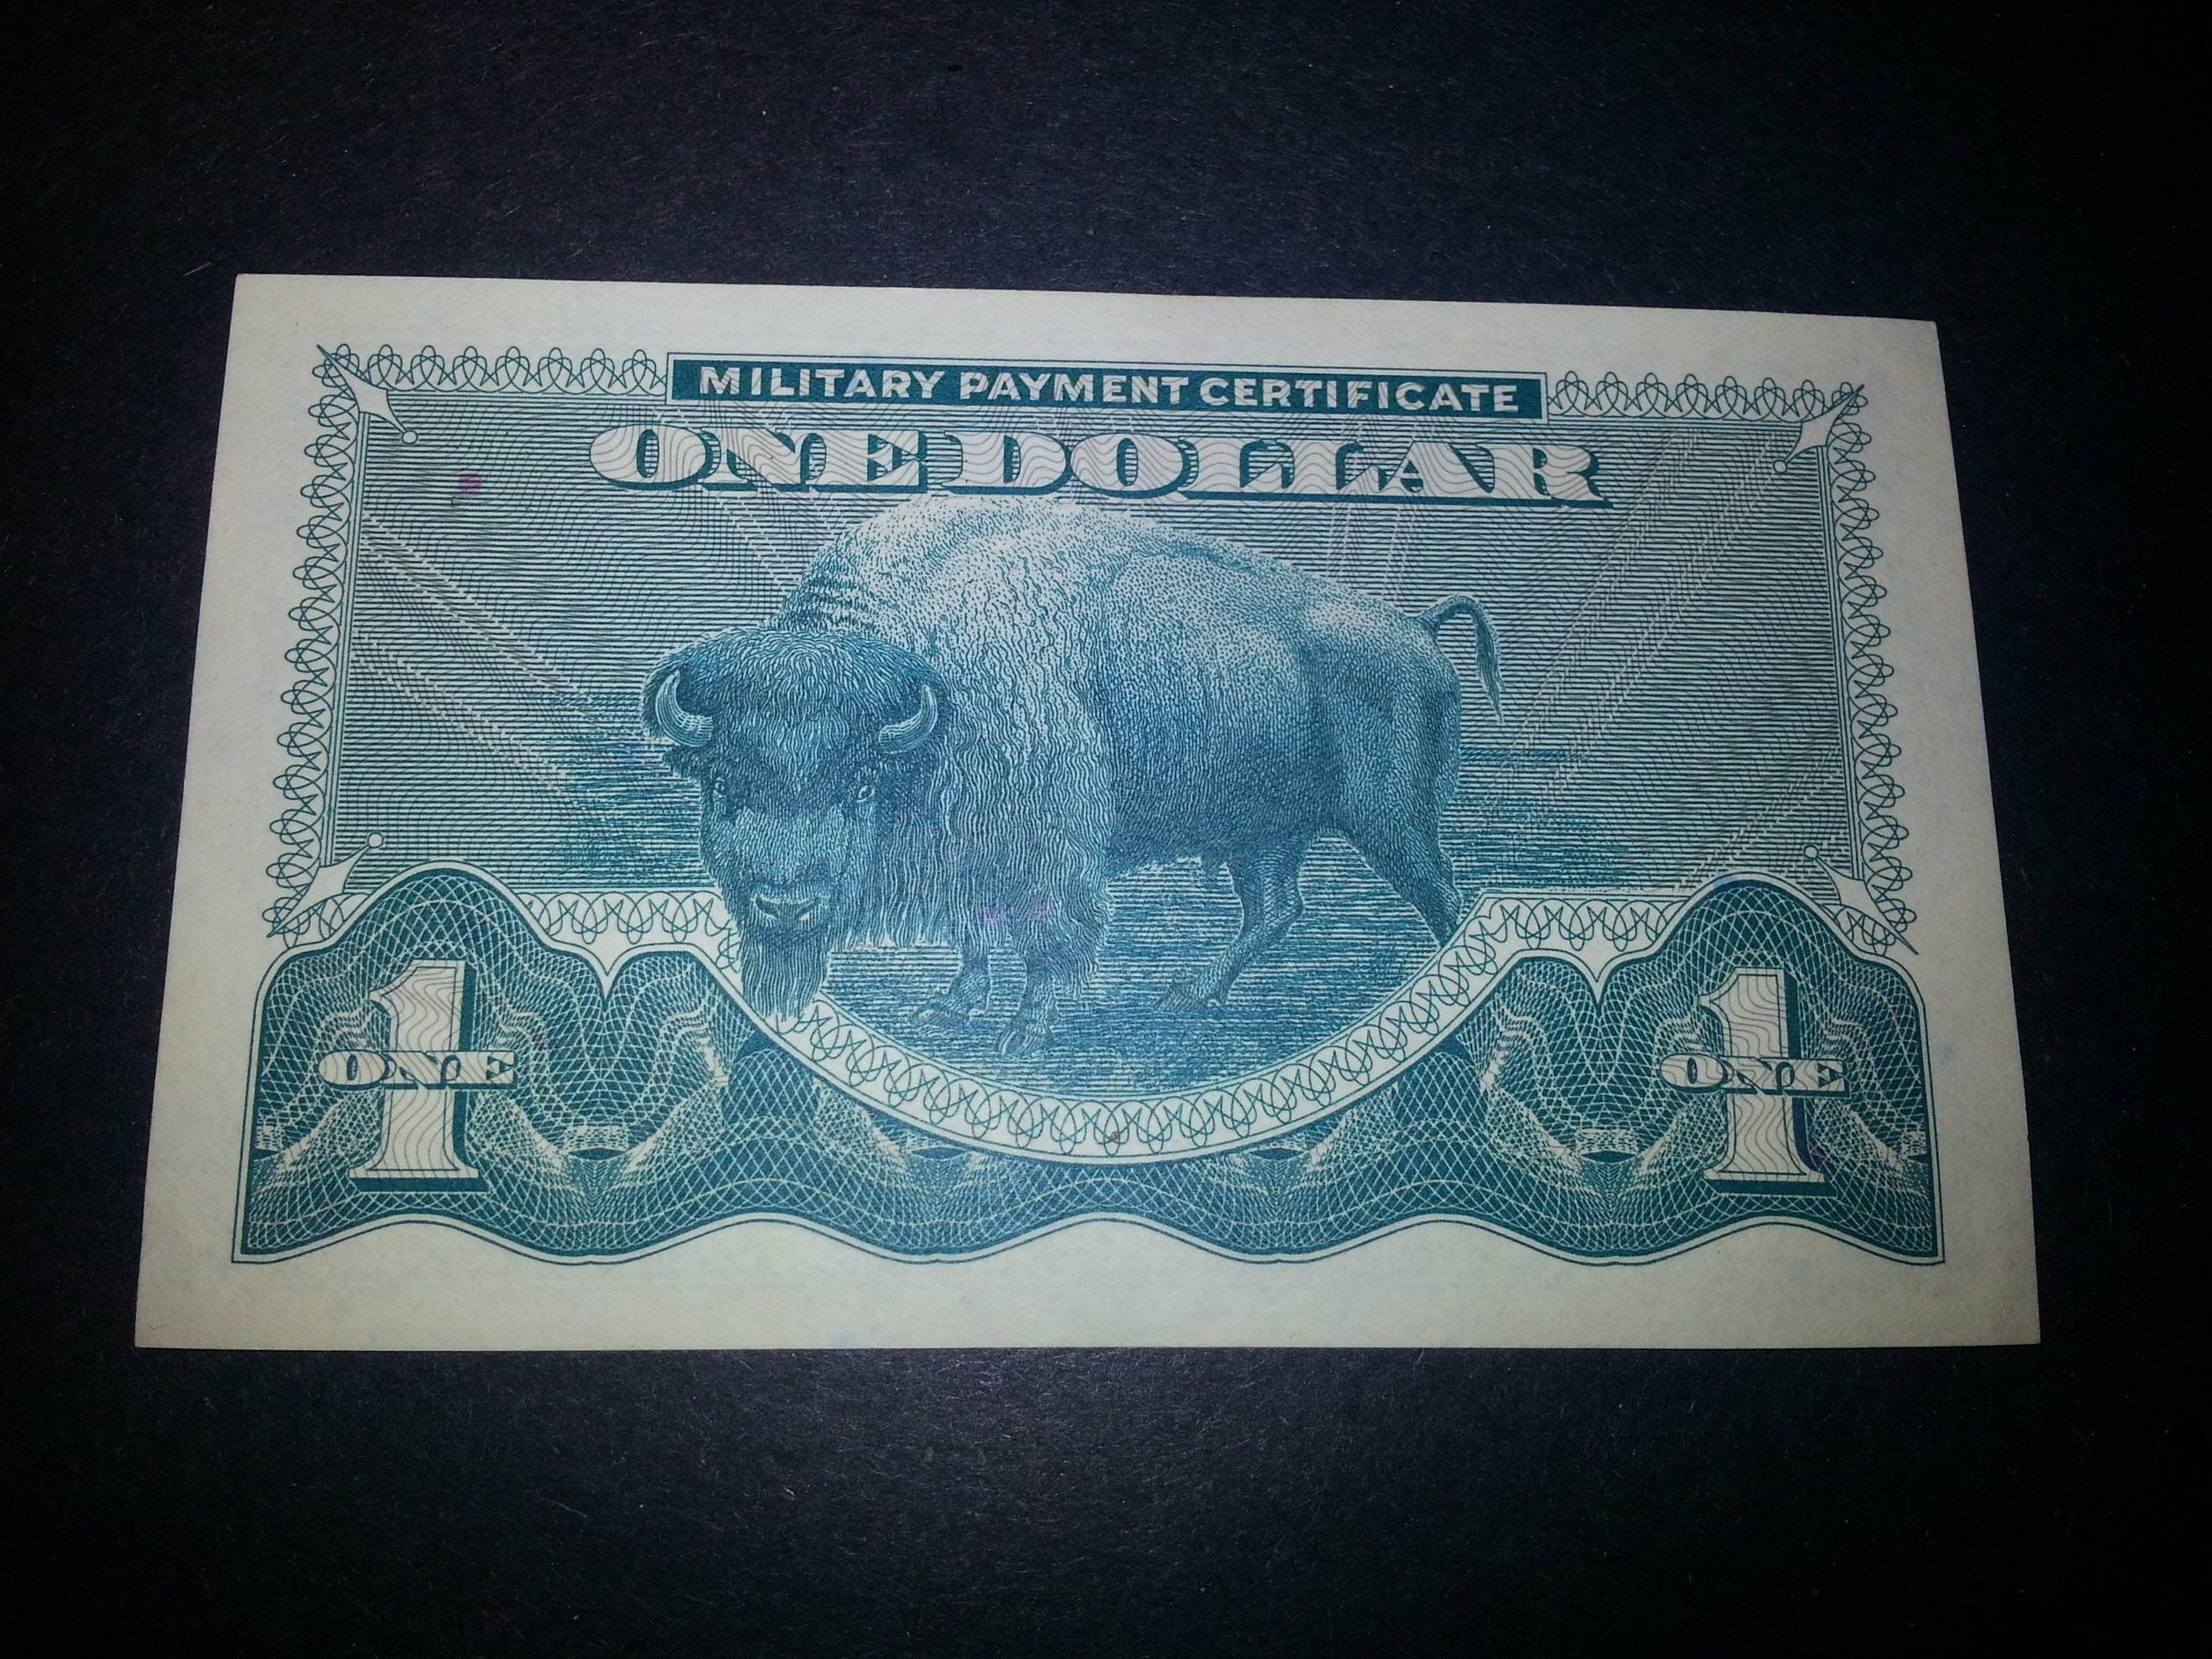 MILITARY PAYMENT CERTIFICATE
ONE DOLLAR
1 1
ONE ONE